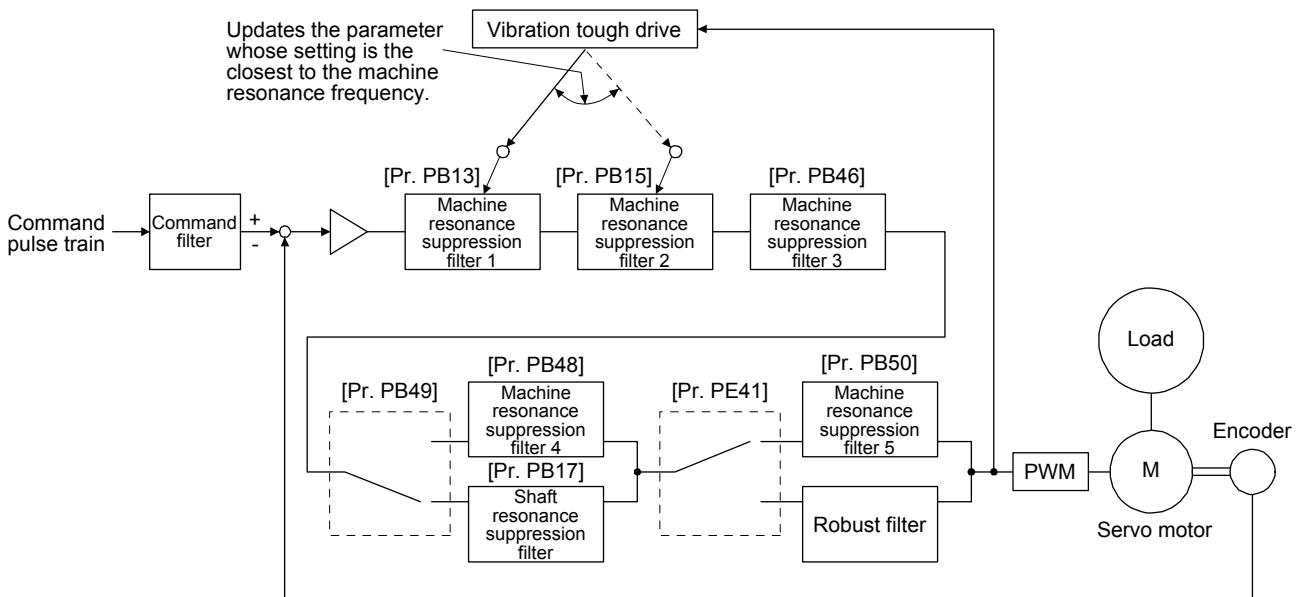 Updates the parameter
whose setting is the
closest to the machine
resonance frequency.
Vibration tough drive
[Pr. PB13]
[Pr. PB15]
[Pr. PB46]
Command
pulse train
Command
filter
+
-
Machine
resonance
suppression
filter 1
Machine
resonance
suppression
filter 2
Machine
resonance
suppression
filter 3
Load
[Pr. PB49]
[Pr. PB48]
Machine
resonance
suppression
filter 4
[Pr. PB17]
Shaft
resonance
suppression
filter
[Pr. PE41]
[Pr. PB50]
Machine
resonance
suppression
filter 5
Robust filter
PWM
M
Servo motor
Encoder